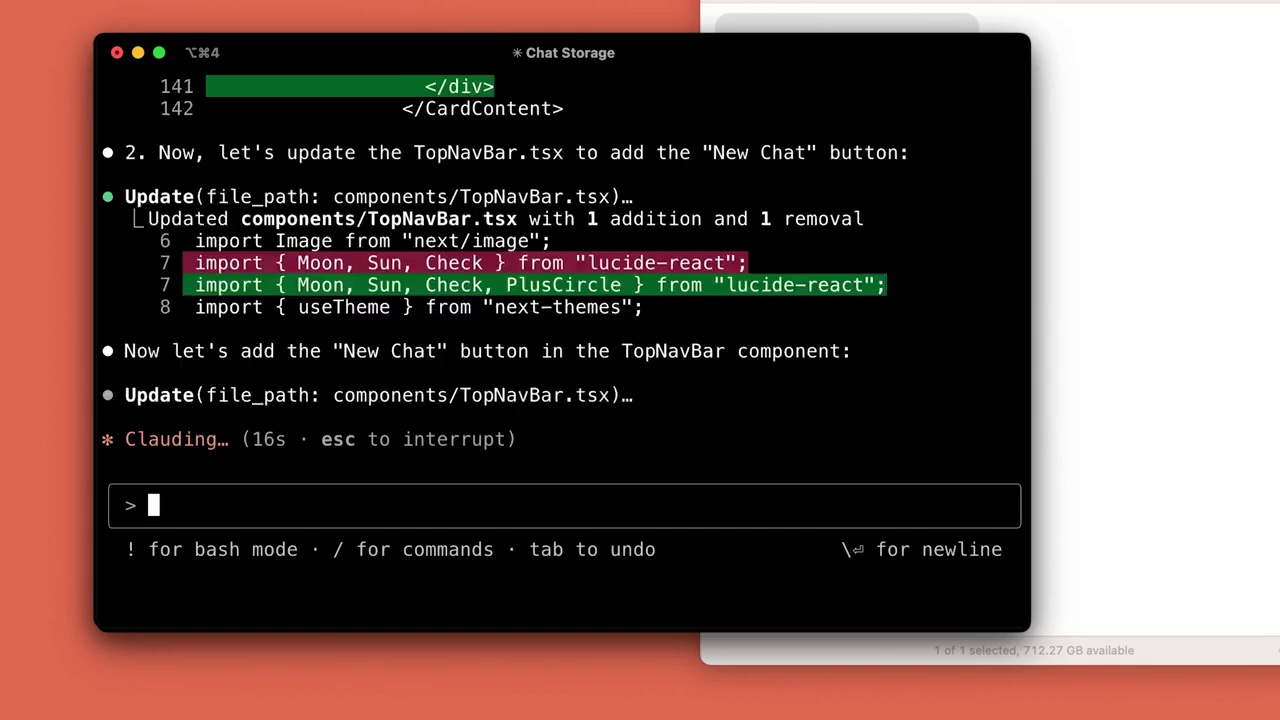 ⌥⌘4
✳ Chat Storage
141 </div>
142 </CardContent>
● 2. Now, let's update the TopNavBar.tsx to add the "New Chat" button:
● Update(file_path: components/TopNavBar.tsx)…
⎿Updated components/TopNavBar.tsx with 1 addition and 1 removal
6 import Image from "next/image";
7 import { Moon, Sun, Check } from "lucide-react";
7 import { Moon, Sun, Check, PlusCircle } from "lucide-react";
8 import { useTheme } from "next-themes";
● Now let's add the "New Chat" button in the TopNavBar component:
● Update(file_path: components/TopNavBar.tsx)…
✻ Clauding… (16s · esc to interrupt)
>
! for bash mode · / for commands · tab to undo
\⏎ for newline
1 of 1 selected, 712.27 GB available